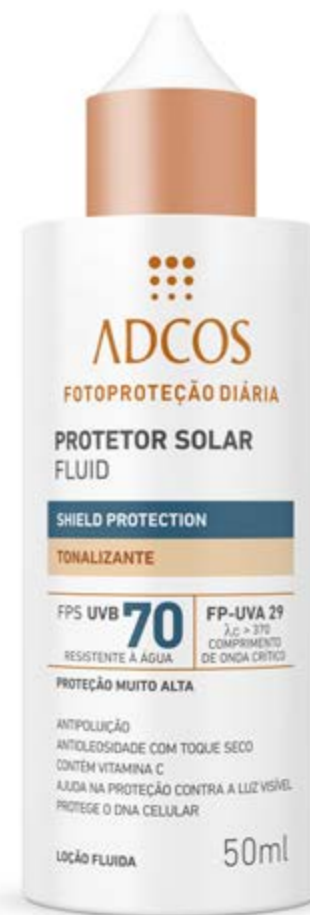 ADCOS
FOTOPROTEÇÃO DIÁRIA
PROTETOR SOLAR
FLUID
SHIELD PROTECTION
TONALIZANTE
FPS UVB 70
RESISTENTE À ÁGUA
FP-UVA 29
λc > 370
COMPRIMENTO
DE ONDA CRÍTICO
PROTEÇÃO MUITO ALTA
ANTIPOLUIÇÃO
ANTIOLEOSIDADE COM TOQUE SECO
CONTÉM VITAMINA C
AJUDA NA PROTEÇÃO CONTRA A LUZ VISÍVEL
PROTEGE O DNA CELULAR
LOÇÃO FLUIDA
50ml